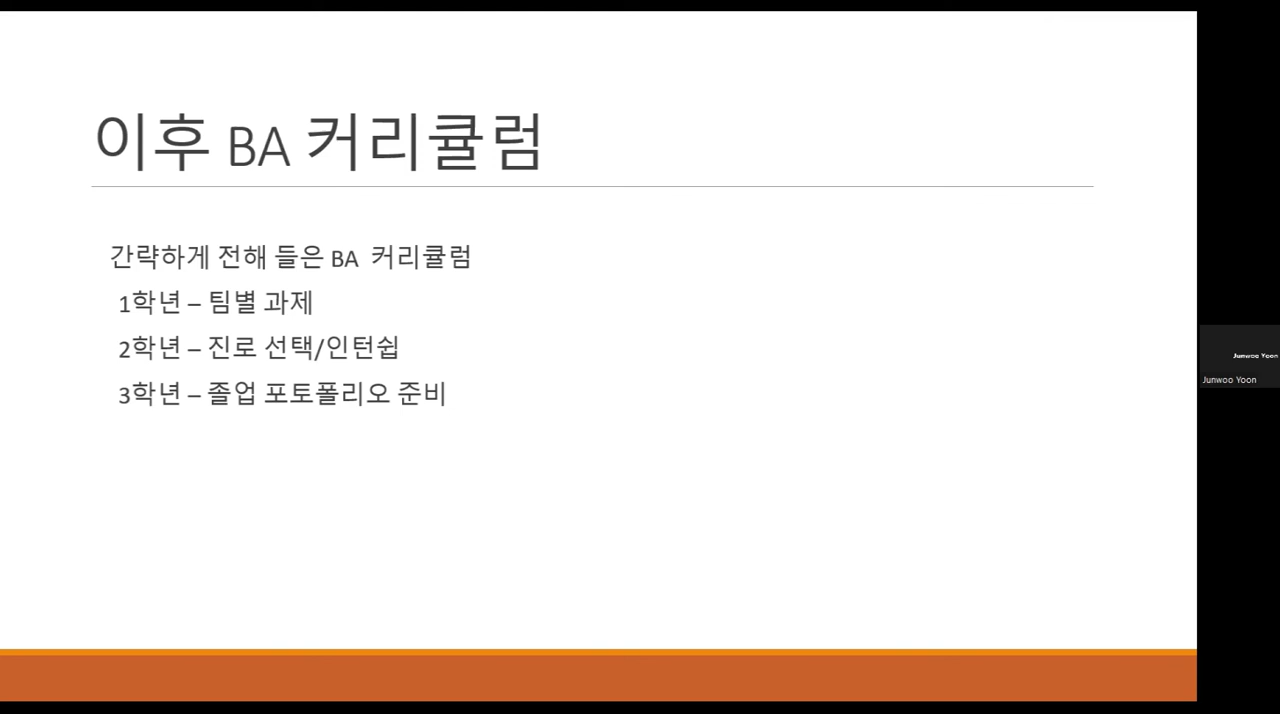 이후 BA 커리큘럼
간략하게 전해 들은 BA 커리큘럼
1학년 – 팀별 과제
2학년 – 진로 선택/인턴쉽
3학년 – 졸업 포토폴리오 준비
Junwoo Yoon
Junwoo Yoon